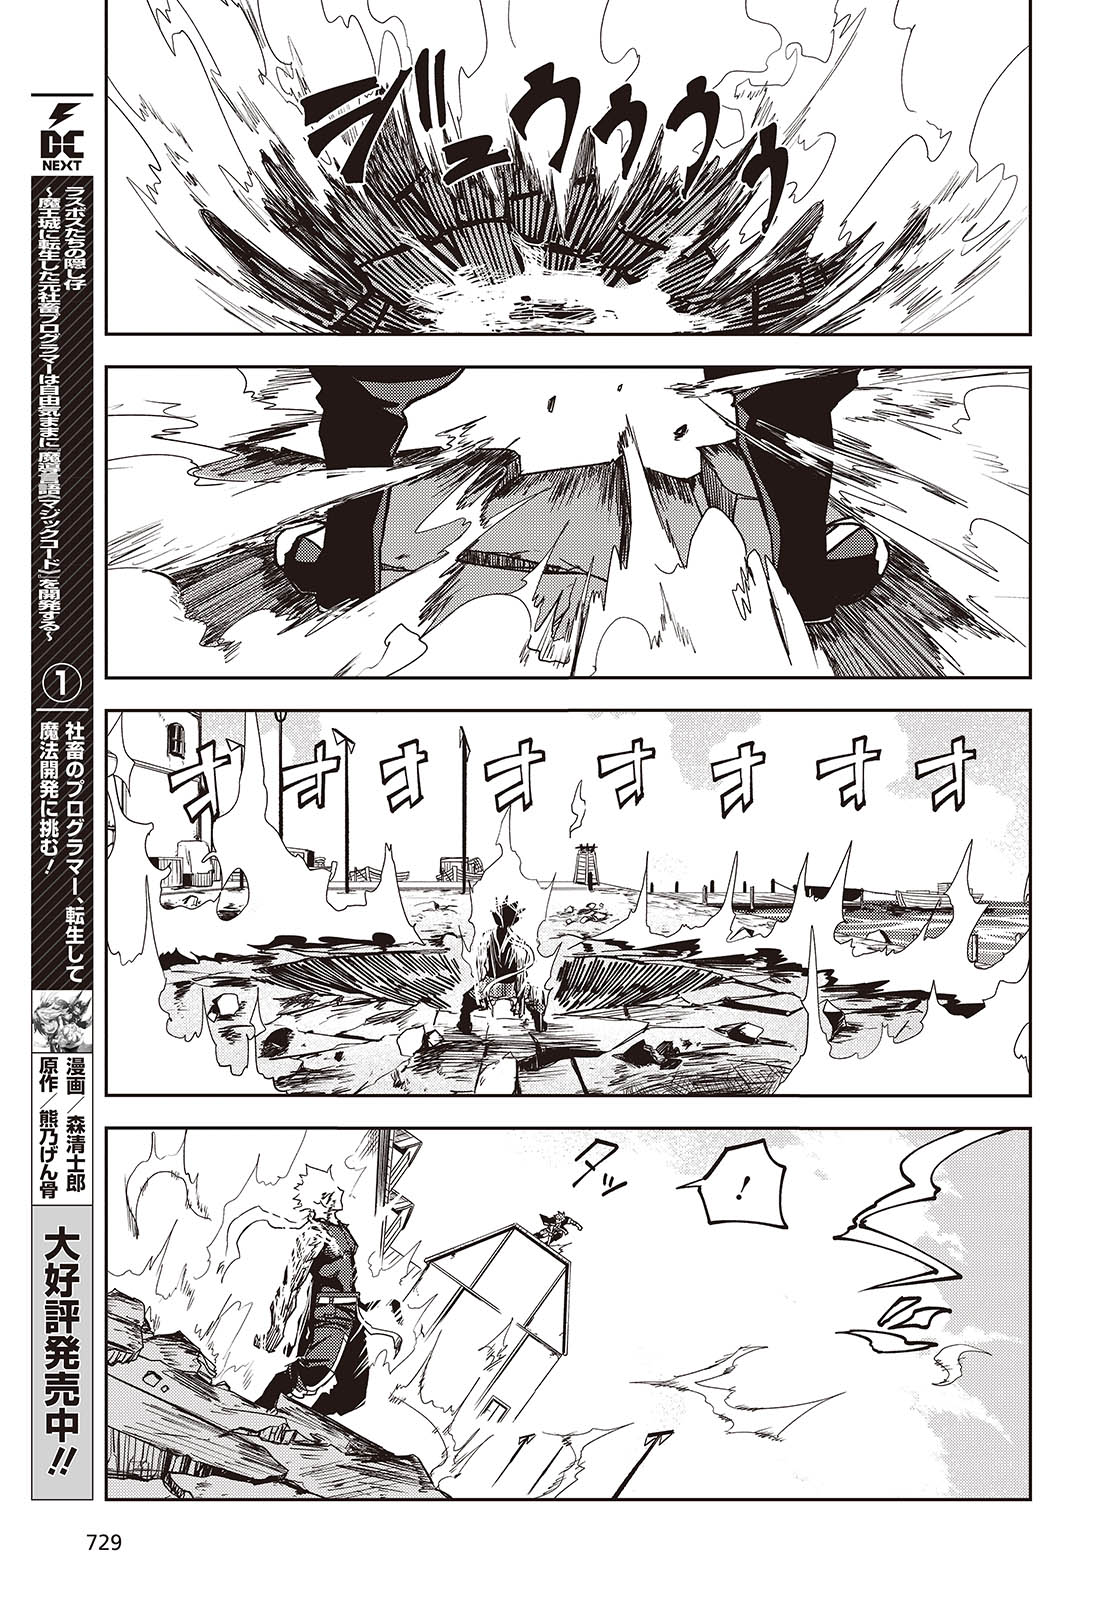 ジュウウウウ
オオオオオオオオ
!
タッ
DC
NEXT
ラスボスたちの隠し仔
～魔王城に転生した元社畜プログラマーは自由気ままに『魔導言語《マジックコード》』を開発する～
①
社畜のプログラマー、転生して
魔法開発に挑む!
漫画/森清士郎
原作/熊乃げん骨
大好評発売中!!
729